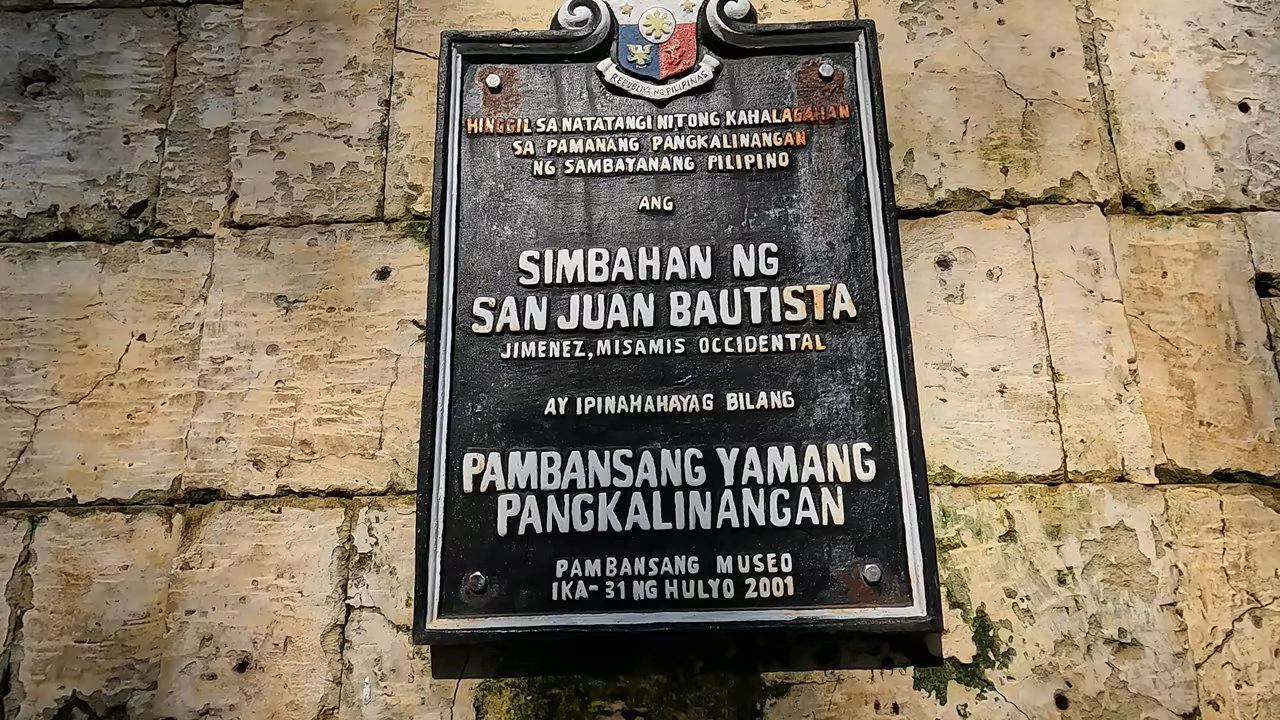 REPUBLIKA NG PILIPINAS
HINGGIL SA NATATANGI NITONG KAHALAGAHAN
SA PAMANANG PANGKALINANGAN
NG SAMBAYANANG PILIPINO
ANG
SIMBAHAN NG
SAN JUAN BAUTISTA
JIMENEZ, MISAMIS OCCIDENTAL
AY IPINAHAHAYAG BILANG
PAMBANSANG YAMANG
PANGKALINANGAN
PAMBANSANG MUSEO
IKA-31 NG HULYO 2001